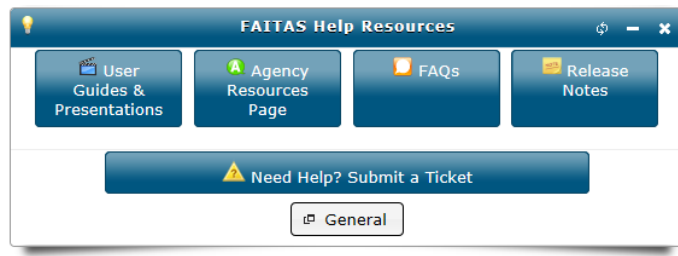 FAITAS Help Resources
User
Guides &
Presentations
Agency
Resources
Page
FAQs
Release
Notes
Need Help? Submit a Ticket
General